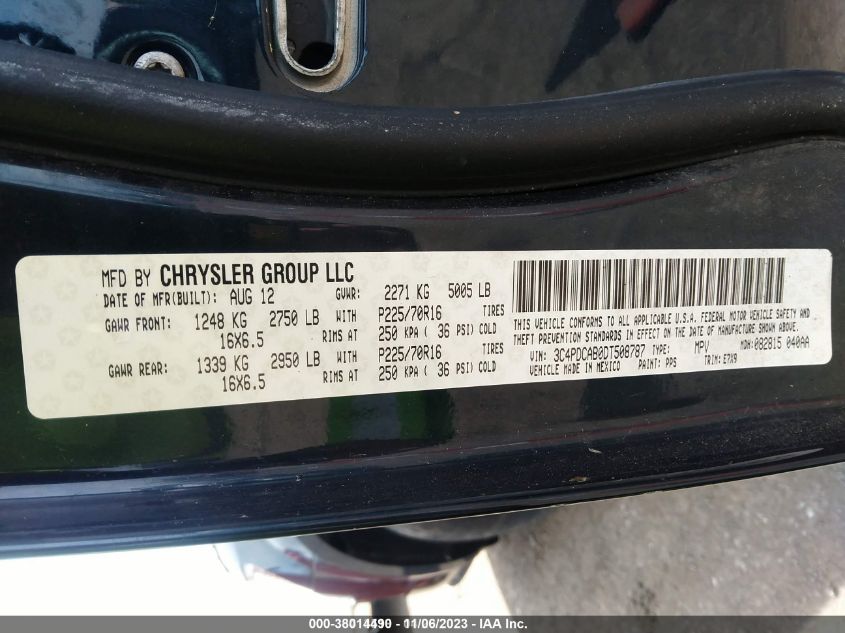 MFD BY CHRYSLER GROUP LLC
DATE OF MFR(BUILT): AUG 12 GVWR: 2271 KG 5005 LB
GAWR FRONT: 1248 KG 2750 LB WITH P225/70R16 TIRES
16X6.5 RIMS AT 250 KPA ( 36 PSI) COLD
GAWR REAR: 1339 KG 2950 LB WITH P225/70R16 TIRES
16X6.5 RIMS AT 250 KPA ( 36 PSI) COLD
THIS VEHICLE CONFORMS TO ALL APPLICABLE U.S.A. FEDERAL MOTOR VEHICLE SAFETY AND
THEFT PREVENTION STANDARDS IN EFFECT ON THE DATE OF MANUFACTURE SHOWN ABOVE.
VIN: 3C4PDCAB0DT508787 TYPE: MPV MDH: 082815 040AA
VEHICLE MADE IN MEXICO PAINT: PPS TRIM: E7X9
000-38014490 - 11/06/2023 - IAA Inc.